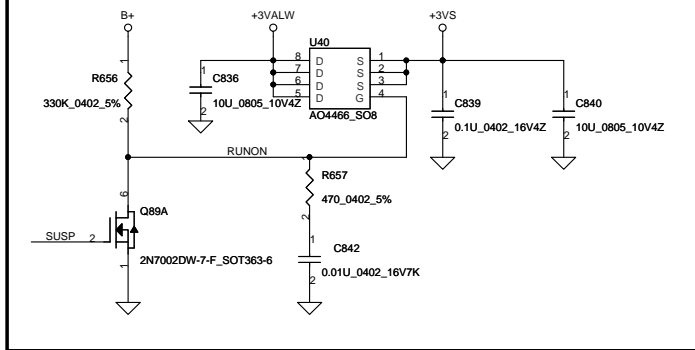 B+
+3VALW
+3VS
U40
1
R656
330K_0402_5%
2
1
C836
10U_0805_10V4Z
2
8 D S 1
7 D S 2
6 D S 3
5 D G 4
AO4466_SO8
1
C839
0.1U_0402_16V4Z
2
1
C840
10U_0805_10V4Z
2
RUNON
1
R657
470_0402_5%
2
6
Q89A
SUSP 2
2N7002DW-7-F_SOT363-6
1
1
C842
0.01U_0402_16V7K
2